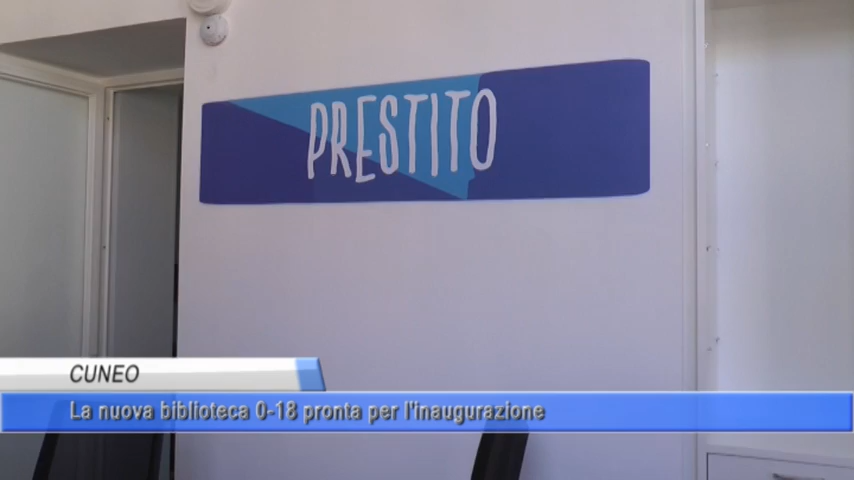 PRESTITO
CUNEO
La nuova biblioteca 0-18 pronta per l'inaugurazione